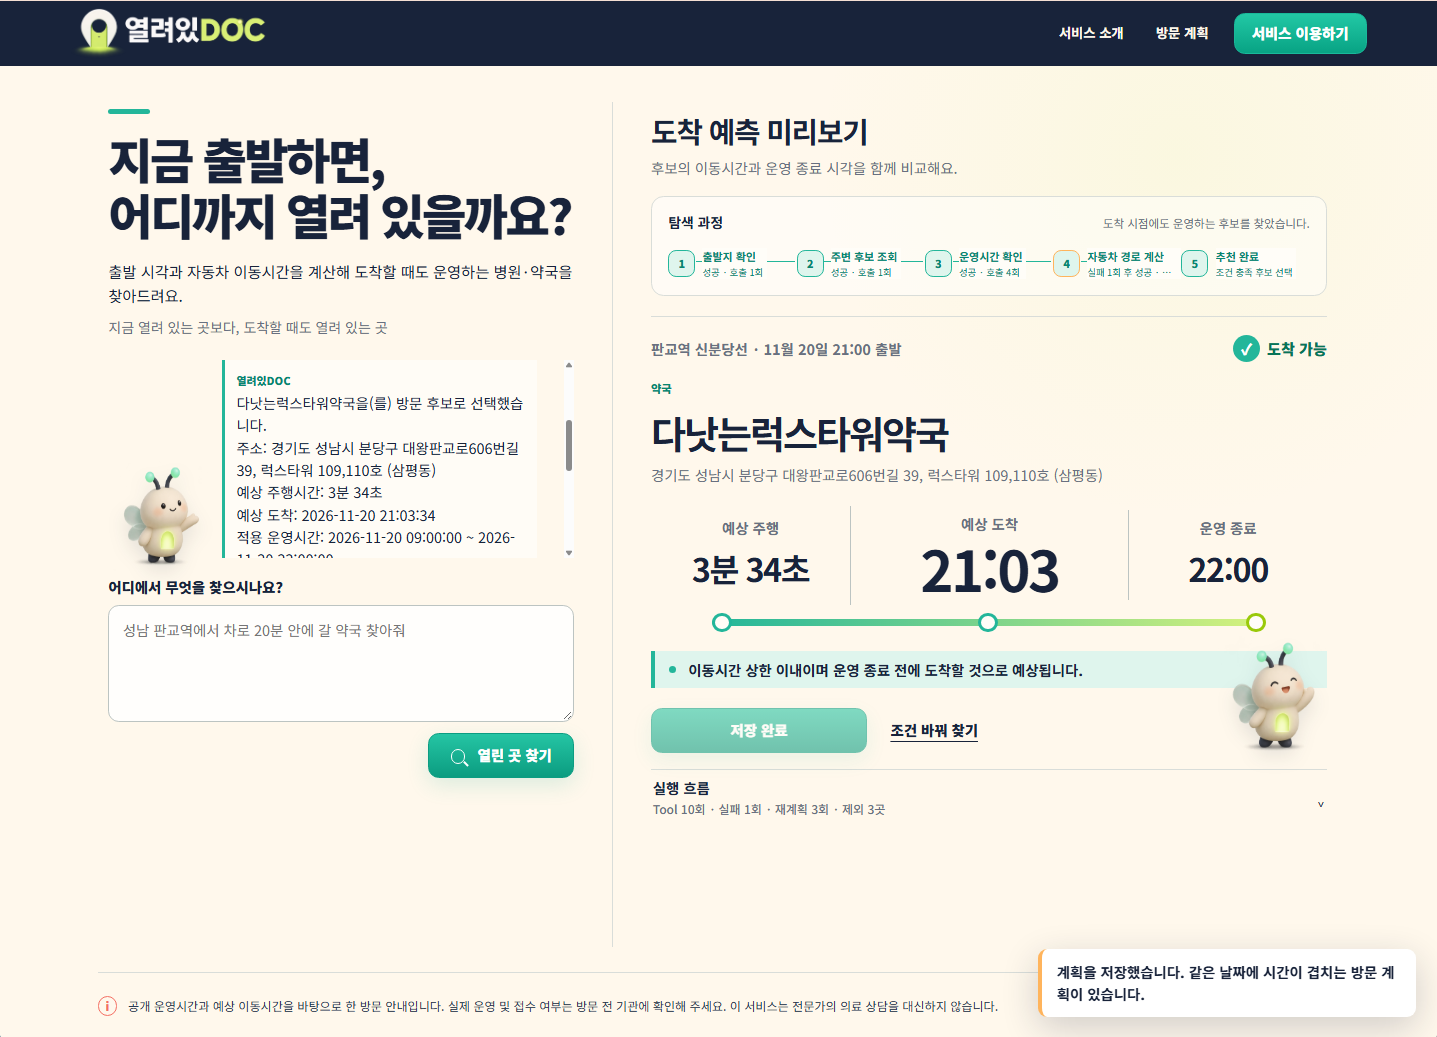 열려있DOC
서비스 소개
방문 계획
서비스 이용하기
지금 출발하면,
어디까지 열려 있을까요?
출발 시각과 자동차 이동시간을 계산해 도착할 때도 운영하는 병원·약국을
찾아드려요.
지금 열려 있는 곳보다, 도착할 때도 열려 있는 곳
열려있DOC
다낫는럭스타워약국을(를) 방문 후보로 선택했습
니다.
주소: 경기도 성남시 분당구 대왕판교로606번길
39, 럭스타워 109,110호 (삼평동)
예상 주행시간: 3분 34초
예상 도착: 2026-11-20 21:03:34
적용 운영시간: 2026-11-20 09:00:00 ~ 2026-
11-20 22:00:00
어디에서 무엇을 찾으시나요?
성남 판교역에서 차로 20분 안에 갈 약국 찾아줘
열린 곳 찾기
도착 예측 미리보기
후보의 이동시간과 운영 종료 시각을 함께 비교해요.
탐색 과정
도착 시점에도 운영하는 후보를 찾았습니다.
1
출발지 확인
성공 · 호출 1회
2
주변 후보 조회
성공 · 호출 1회
3
운영시간 확인
성공 · 호출 4회
4
자동차 경로 계산
실패 1회 후 성공 · ···
5
추천 완료
조건 충족 후보 선택
판교역 신분당선 · 11월 20일 21:00 출발
도착 가능
약국
다낫는럭스타워약국
경기도 성남시 분당구 대왕판교로606번길 39, 럭스타워 109,110호 (삼평동)
예상 주행
3분 34초
예상 도착
21:03
운영 종료
22:00
이동시간 상한 이내이며 운영 종료 전에 도착할 것으로 예상됩니다.
저장 완료
조건 바꿔 찾기
실행 흐름
Tool 10회 · 실패 1회 · 재계획 3회 · 제외 3곳
공개 운영시간과 예상 이동시간을 바탕으로 한 방문 안내입니다. 실제 운영 및 접수 여부는 방문 전 기관에 확인해 주세요. 이 서비스는 전문가의 의료 상담을 대신하지 않습니다.
계획을 저장했습니다. 같은 날짜에 시간이 겹치는 방문 계
획이 있습니다.